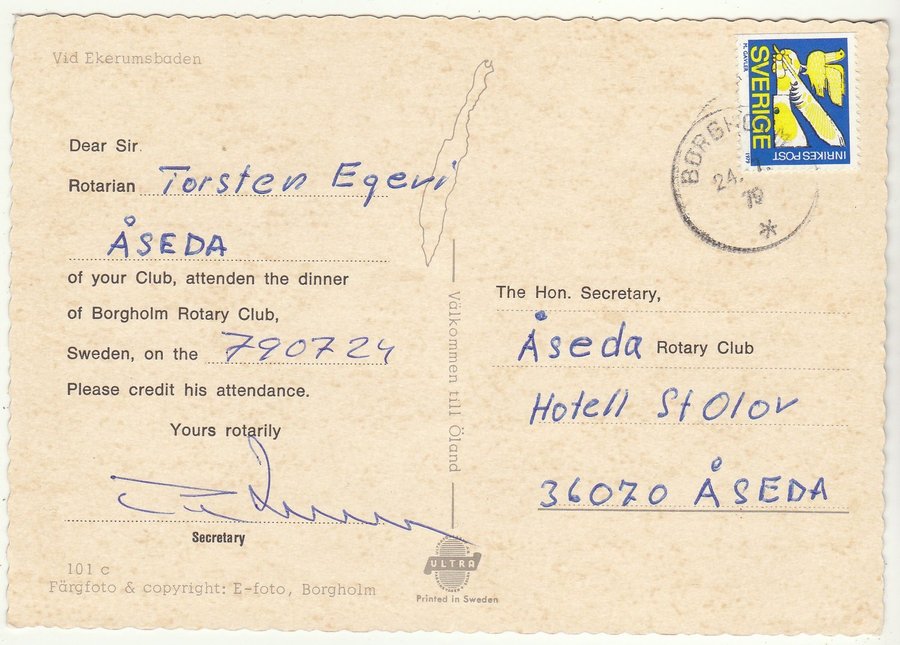 Vid Ekerumsbaden
Dear Sir.
Rotarian Torsten Egevi
ÅSEDA
of your Club, attenden the dinner
of Borgholm Rotary Club,
Sweden, on the 790724
Please credit his attendance.
Yours rotarily
Secretary
101 c
Färgfoto & copyright: E-foto, Borgholm
Välkommen till Öland
ULTRA
Printed in Sweden
M. GAVLER
SVERIGE
INRIKES POST
1979
BORGHOLM
24.
79
The Hon. Secretary,
Åseda Rotary Club
Hotell St Olov
36070 ÅSEDA